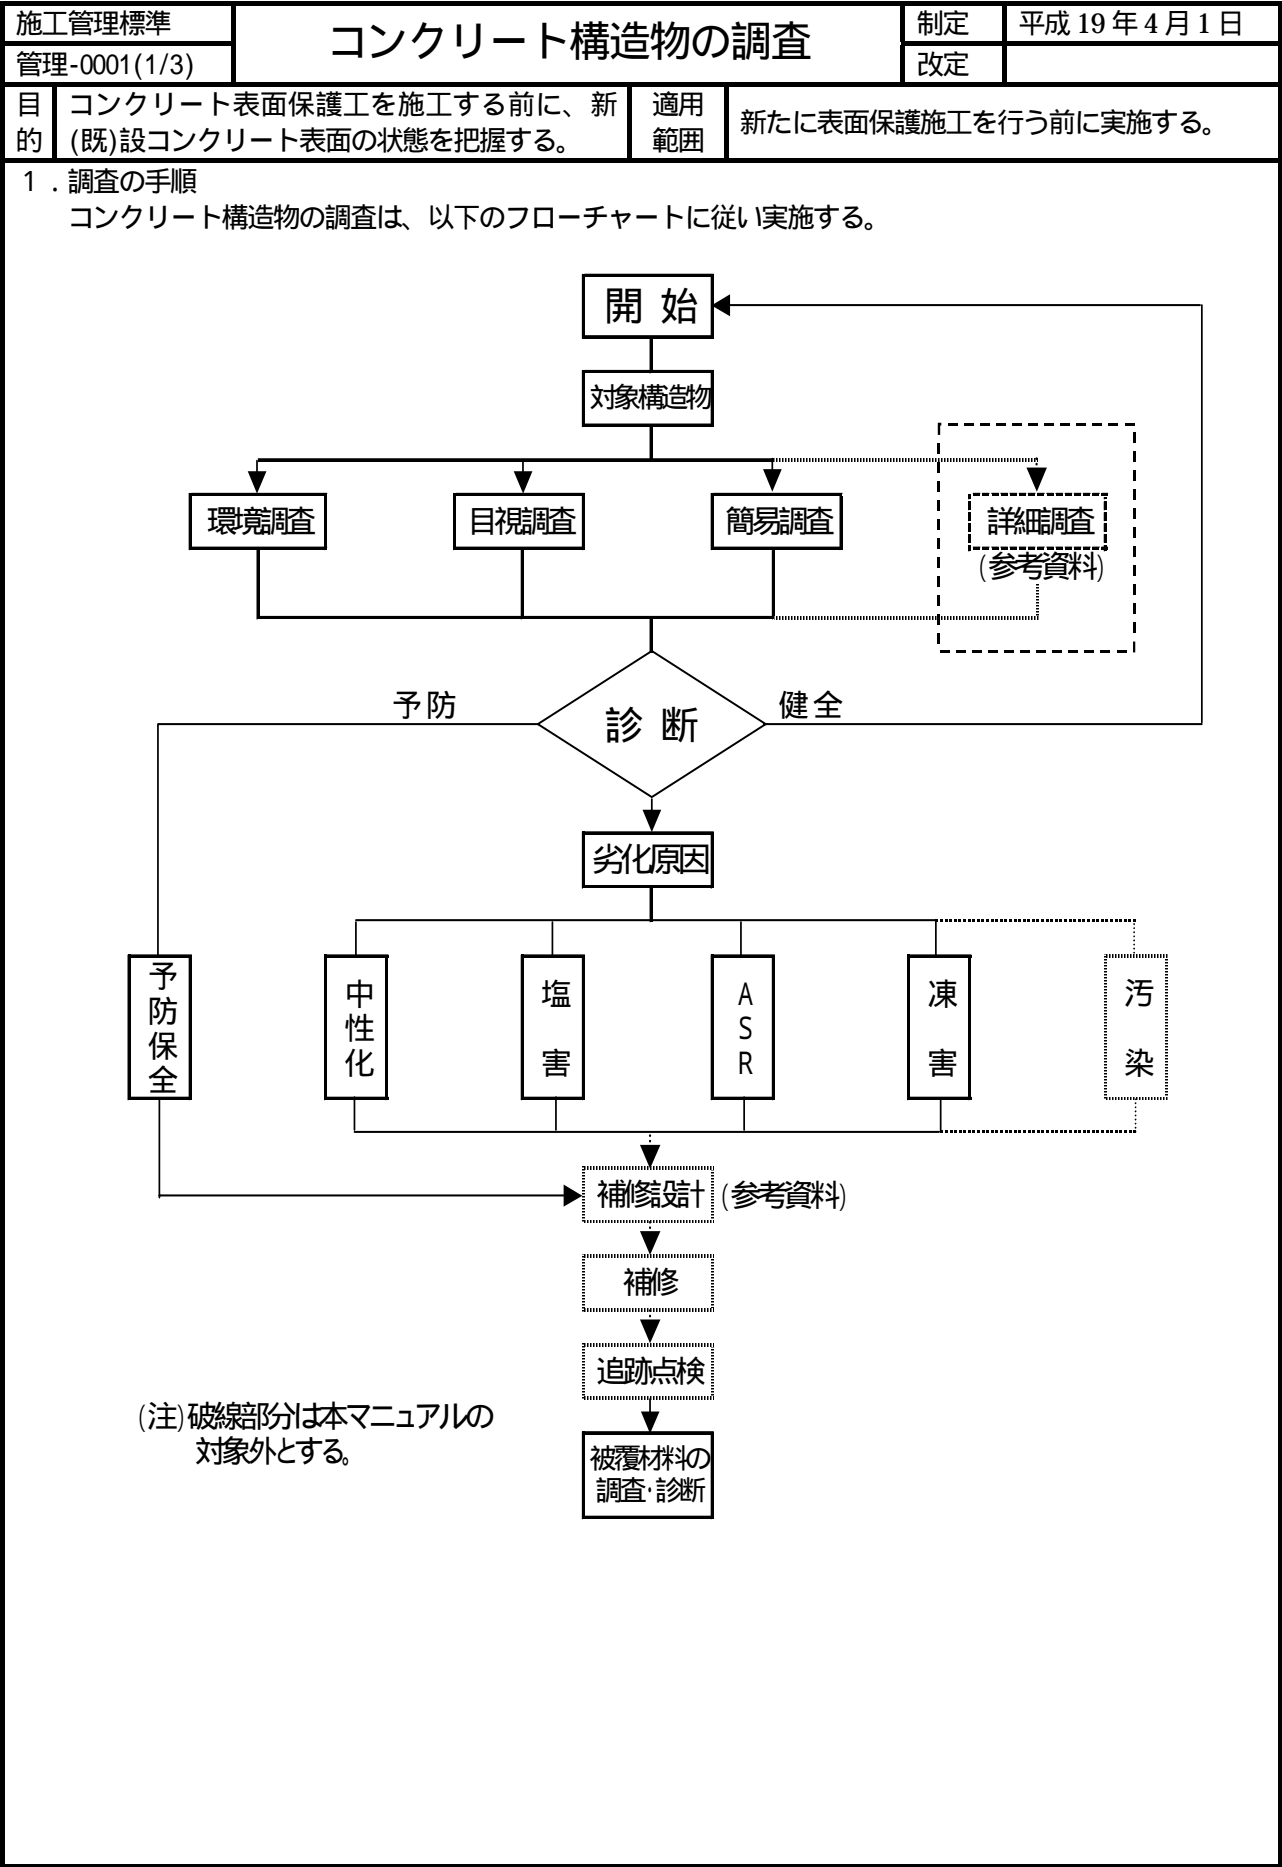 施工管理標準
コンクリート構造物の調査
制定
平成 19 年 4 月 1 日
管理-0001(1/3)
改定
目的
コンクリート表面保護工を施工する前に、新
(既)設コンクリート表面の状態を把握する。
適用
範囲
新たに表面保護施工を行う前に実施する。
1．調査の手順
コンクリート構造物の調査は、以下のフローチャートに従い実施する。
開 始
対象構造物
環境調査
目視調査
簡易調査
詳細調査
(参考資料)
予防
診 断
健全
劣化原因
予防保全
中性化
塩害
ASR
凍害
汚染
補修設計
(参考資料)
補修
追跡点検
(注)破線部分は本マニュアルの
対象外とする。
被覆材料の
調査・診断